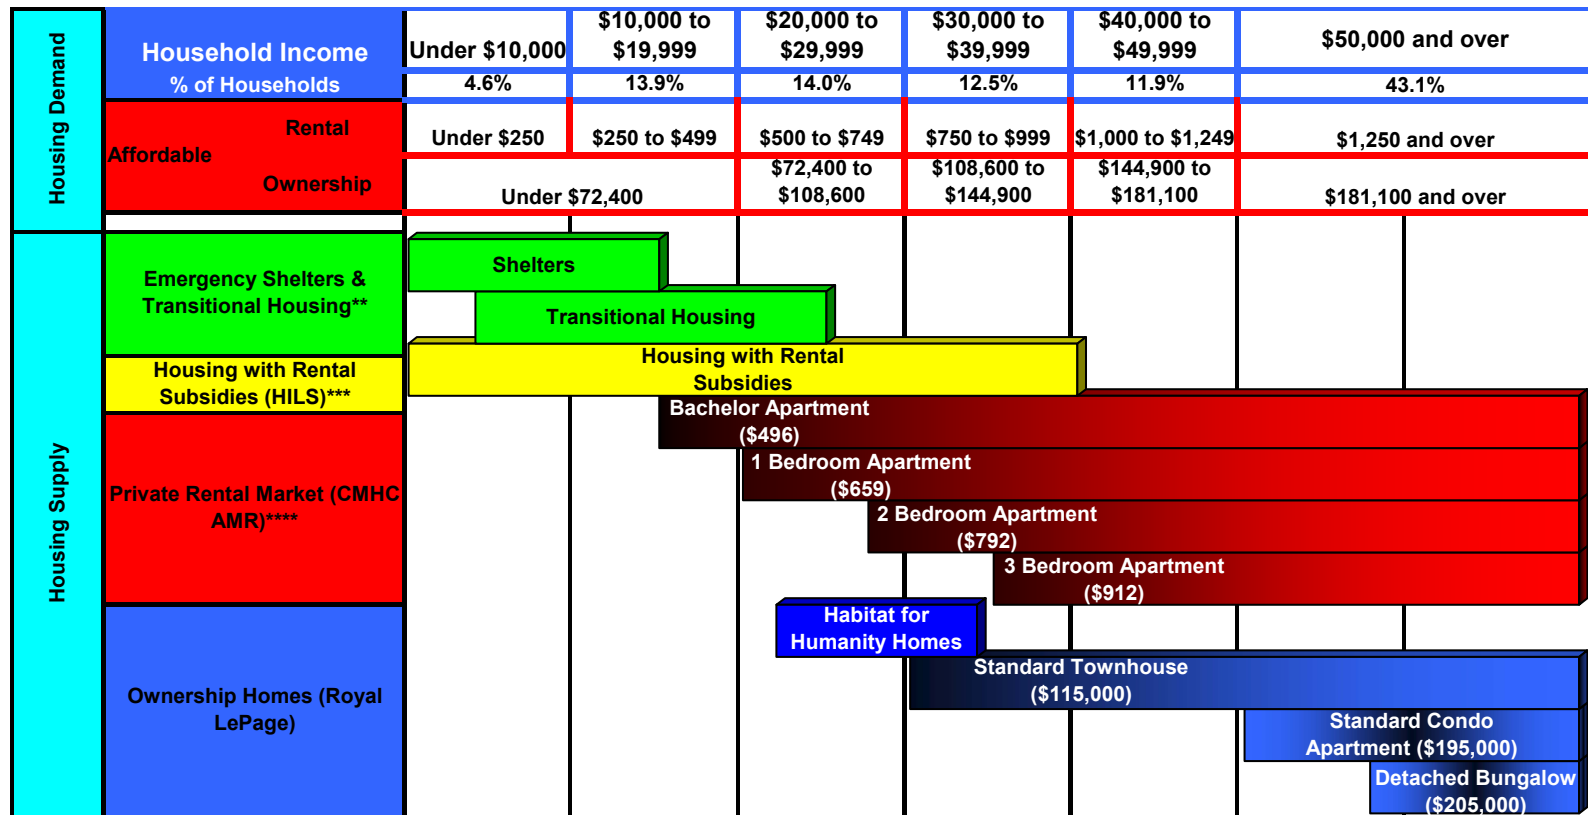 Housing Demand
Household Income
% of Households
Under $10,000
$10,000 to
$19,999
$20,000 to
$29,999
$30,000 to
$39,999
$40,000 to
$49,999
$50,000 and over
4.6%
13.9%
14.0%
12.5%
11.9%
43.1%
Affordable
Rental
Under $250
$250 to $499
$500 to $749
$750 to $999
$1,000 to $1,249
$1,250 and over
Ownership
Under $72,400
$72,400 to
$108,600
$108,600 to
$144,900
$144,900 to
$181,100
$181,100 and over
Housing Supply
Emergency Shelters &
Transitional Housing**
Shelters
Transitional Housing
Housing with Rental
Subsidies (HILS)***
Housing with Rental
Subsidies
Private Rental Market (CMHC
AMR)****
Bachelor Apartment
($496)
1 Bedroom Apartment
($659)
2 Bedroom Apartment
($792)
3 Bedroom Apartment
($912)
Ownership Homes (Royal
LePage)
Habitat for
Humanity Homes
Standard Townhouse
($115,000)
Standard Condo
Apartment ($195,000)
Detached Bungalow
($205,000)